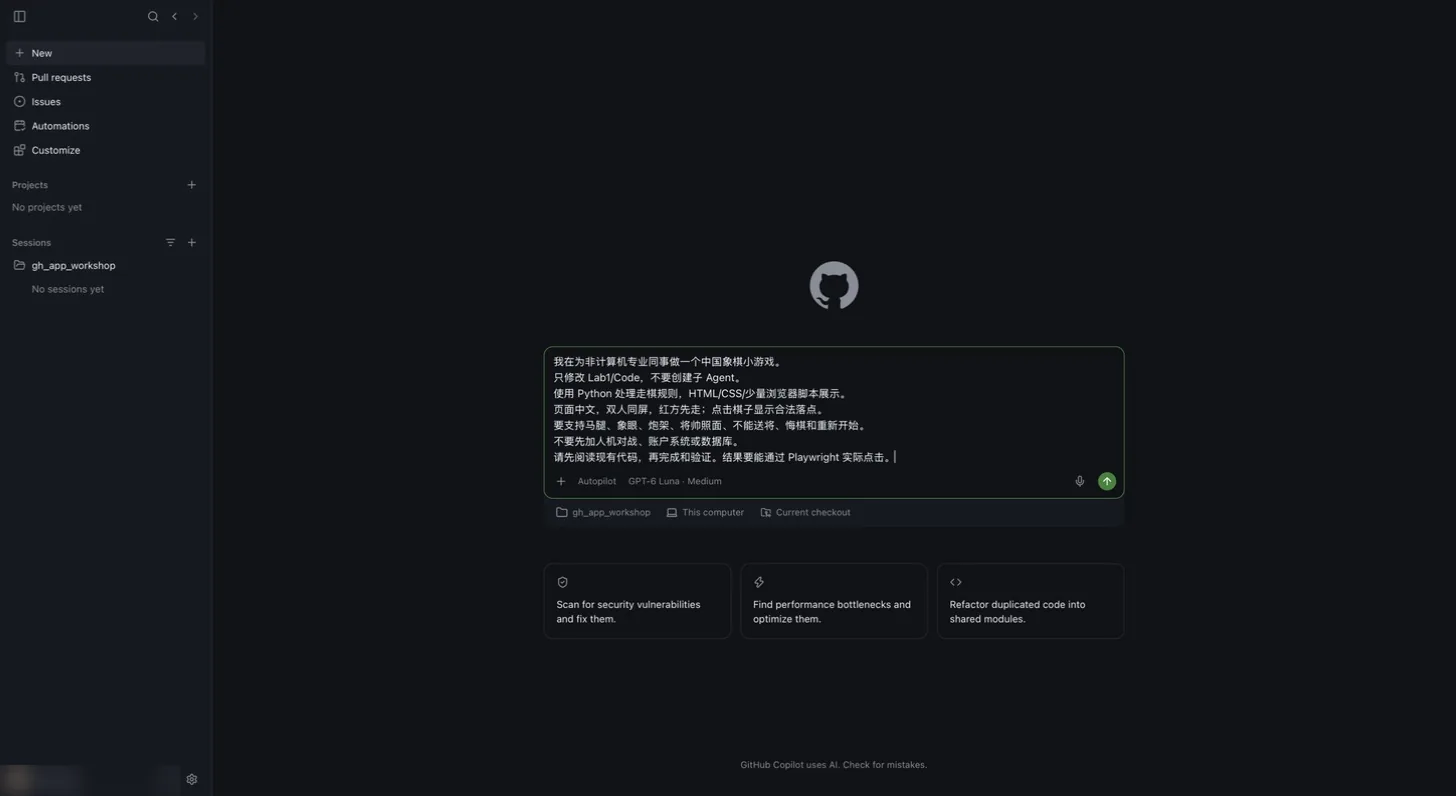 New
Pull requests
Issues
Automations
Customize
Projects
No projects yet
Sessions
gh_app_workshop
No sessions yet
我在为非计算机专业同事做一个中国象棋小游戏。
只修改 Lab1/Code，不要创建子 Agent。
使用 Python 处理走棋规则，HTML/CSS/少量浏览器脚本展示。
页面中文，双人同屏，红方先走；点击棋子显示合法落点。
要支持马腿、象眼、炮架、将帅照面、不能送将、悔棋和重新开始。
不要先加人机对战、账户系统或数据库。
请先阅读现有代码，再完成和验证。结果要能通过 Playwright 实际点击。
Autopilot GPT-6 Luna · Medium
gh_app_workshop This computer Current checkout
Scan for security vulnerabilities
and fix them.
Find performance bottlenecks and
optimize them.
Refactor duplicated code into
shared modules.
GitHub Copilot uses AI. Check for mistakes.